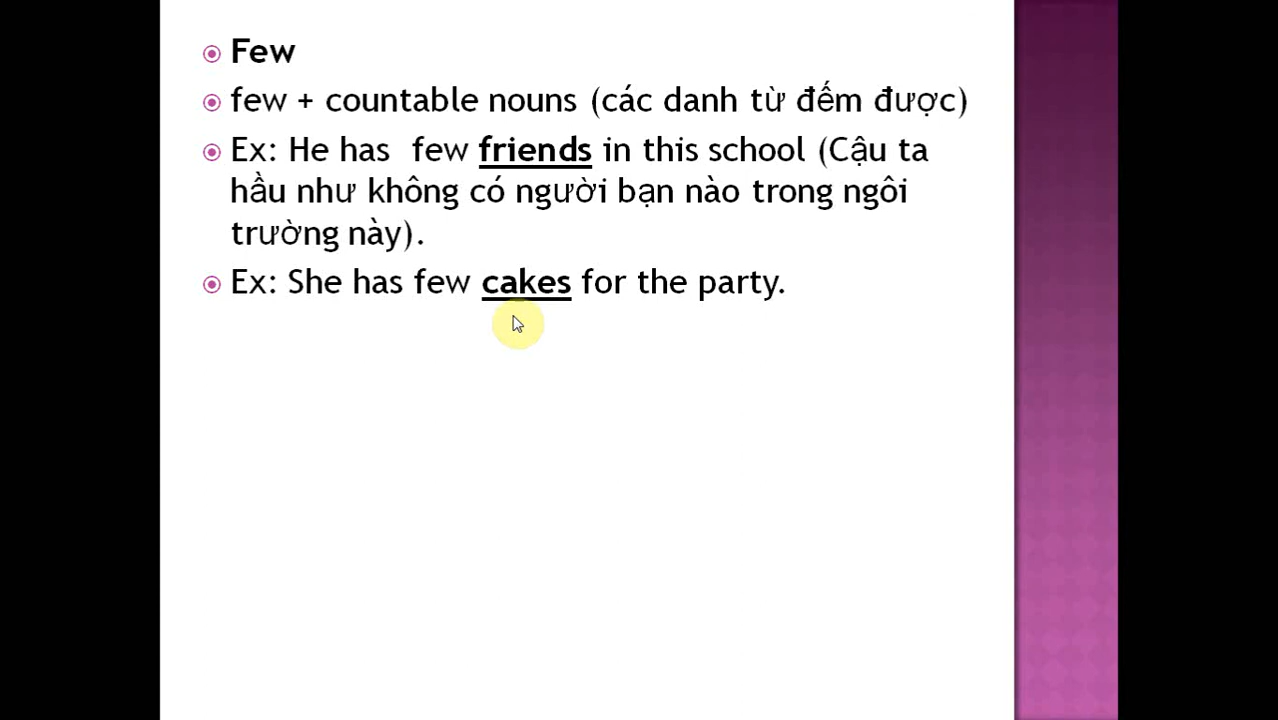 Few
few + countable nouns (các danh từ đếm được)
Ex: He has  few friends in this school (Cậu ta
hầu như không có người bạn nào trong ngôi
trường này).
Ex: She has few cakes for the party.